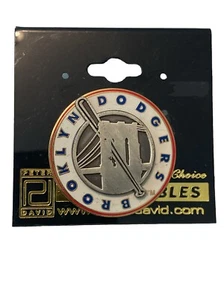 BROOKLYN DODGERS
PETER
DAVID
Choice
BLES
www. david.com